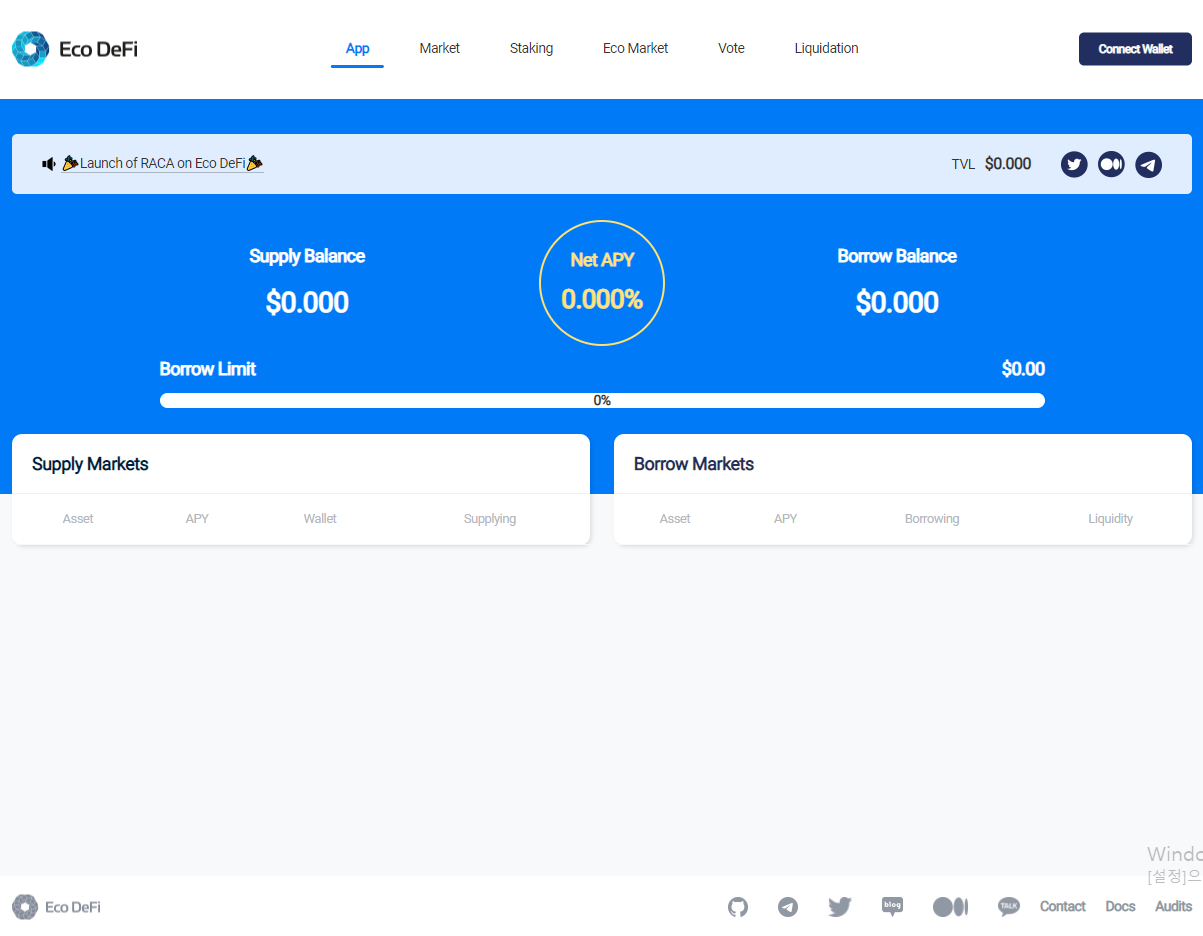 Eco DeFi
App Market Staking Eco Market Vote Liquidation
Connect Wallet
Launch of RACA on Eco DeFi
TVL $0.000
Supply Balance
$0.000
Net APY
0.000%
Borrow Balance
$0.000
Borrow Limit $0.00
0%
Supply Markets
Asset APY Wallet Supplying
Borrow Markets
Asset APY Borrowing Liquidity
Windo
[설정]으
Eco DeFi
blog
TALK
Contact Docs Audits